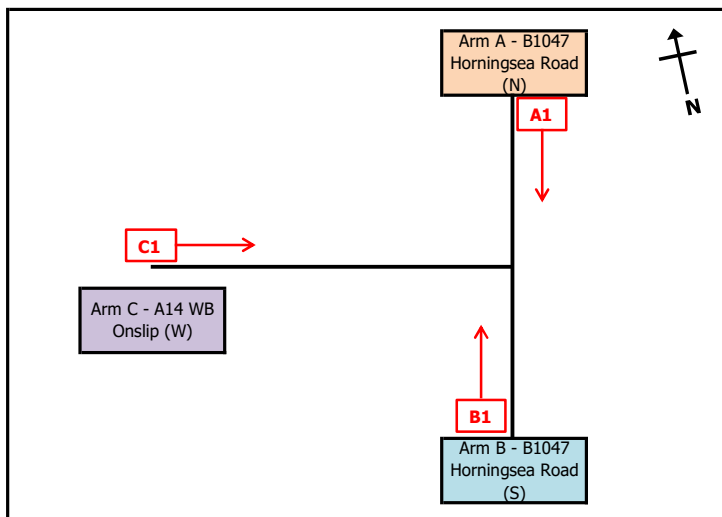 Arm A - B1047
Horningsea Road
(N)
A1
N
C1
Arm C - A14 WB
Onslip (W)
B1
Arm B - B1047
Horningsea Road
(S)